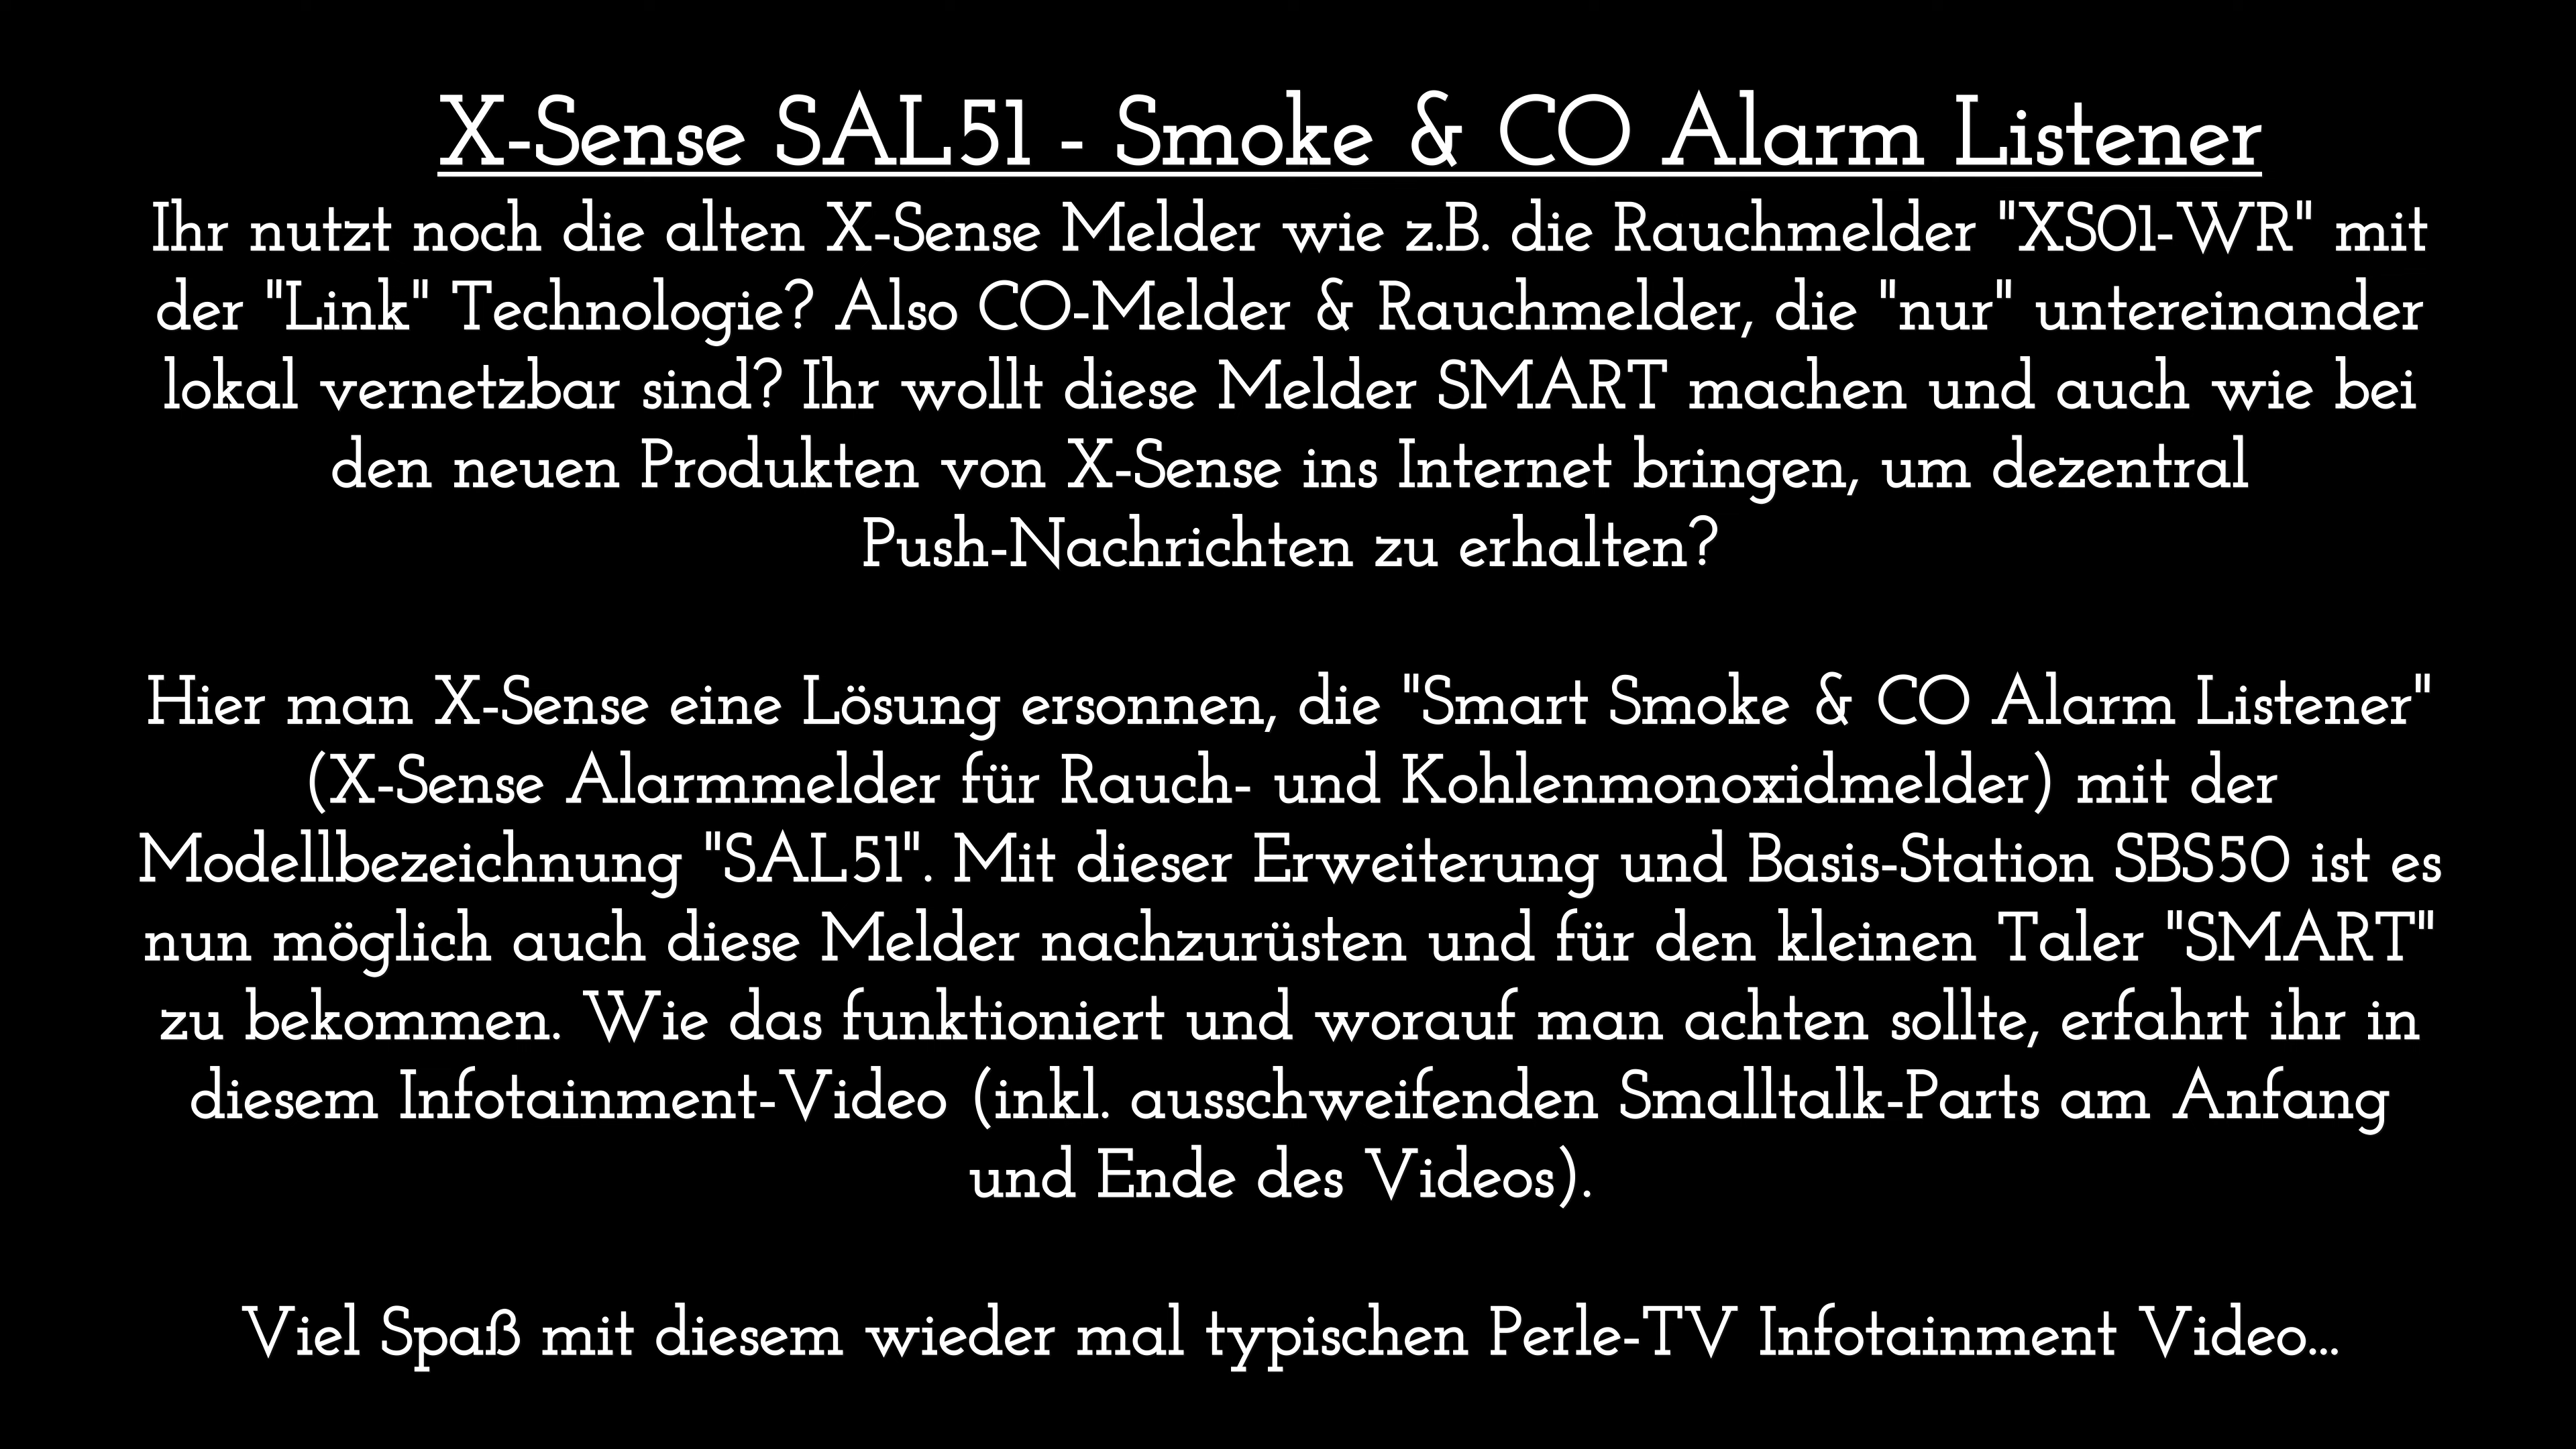 X-Sense SAL51 - Smoke & CO Alarm Listener
Ihr nutzt noch die alten X-Sense Melder wie z.B. die Rauchmelder "XS01-WR" mit
der "Link" Technologie? Also CO-Melder & Rauchmelder, die "nur" untereinander
lokal vernetzbar sind? Ihr wollt diese Melder SMART machen und auch wie bei
den neuen Produkten von X-Sense ins Internet bringen, um dezentral
Push-Nachrichten zu erhalten?
Hier man X-Sense eine Lösung ersonnen, die "Smart Smoke & CO Alarm Listener"
(X-Sense Alarmmelder für Rauch- und Kohlenmonoxidmelder) mit der
Modellbezeichnung "SAL51". Mit dieser Erweiterung und Basis-Station SBS50 ist es
nun möglich auch diese Melder nachzurüsten und für den kleinen Taler "SMART"
zu bekommen. Wie das funktioniert und worauf man achten sollte, erfahrt ihr in
diesem Infotainment-Video (inkl. ausschweifenden Smalltalk-Parts am Anfang
und Ende des Videos).
Viel Spaß mit diesem wieder mal typischen Perle-TV Infotainment Video...